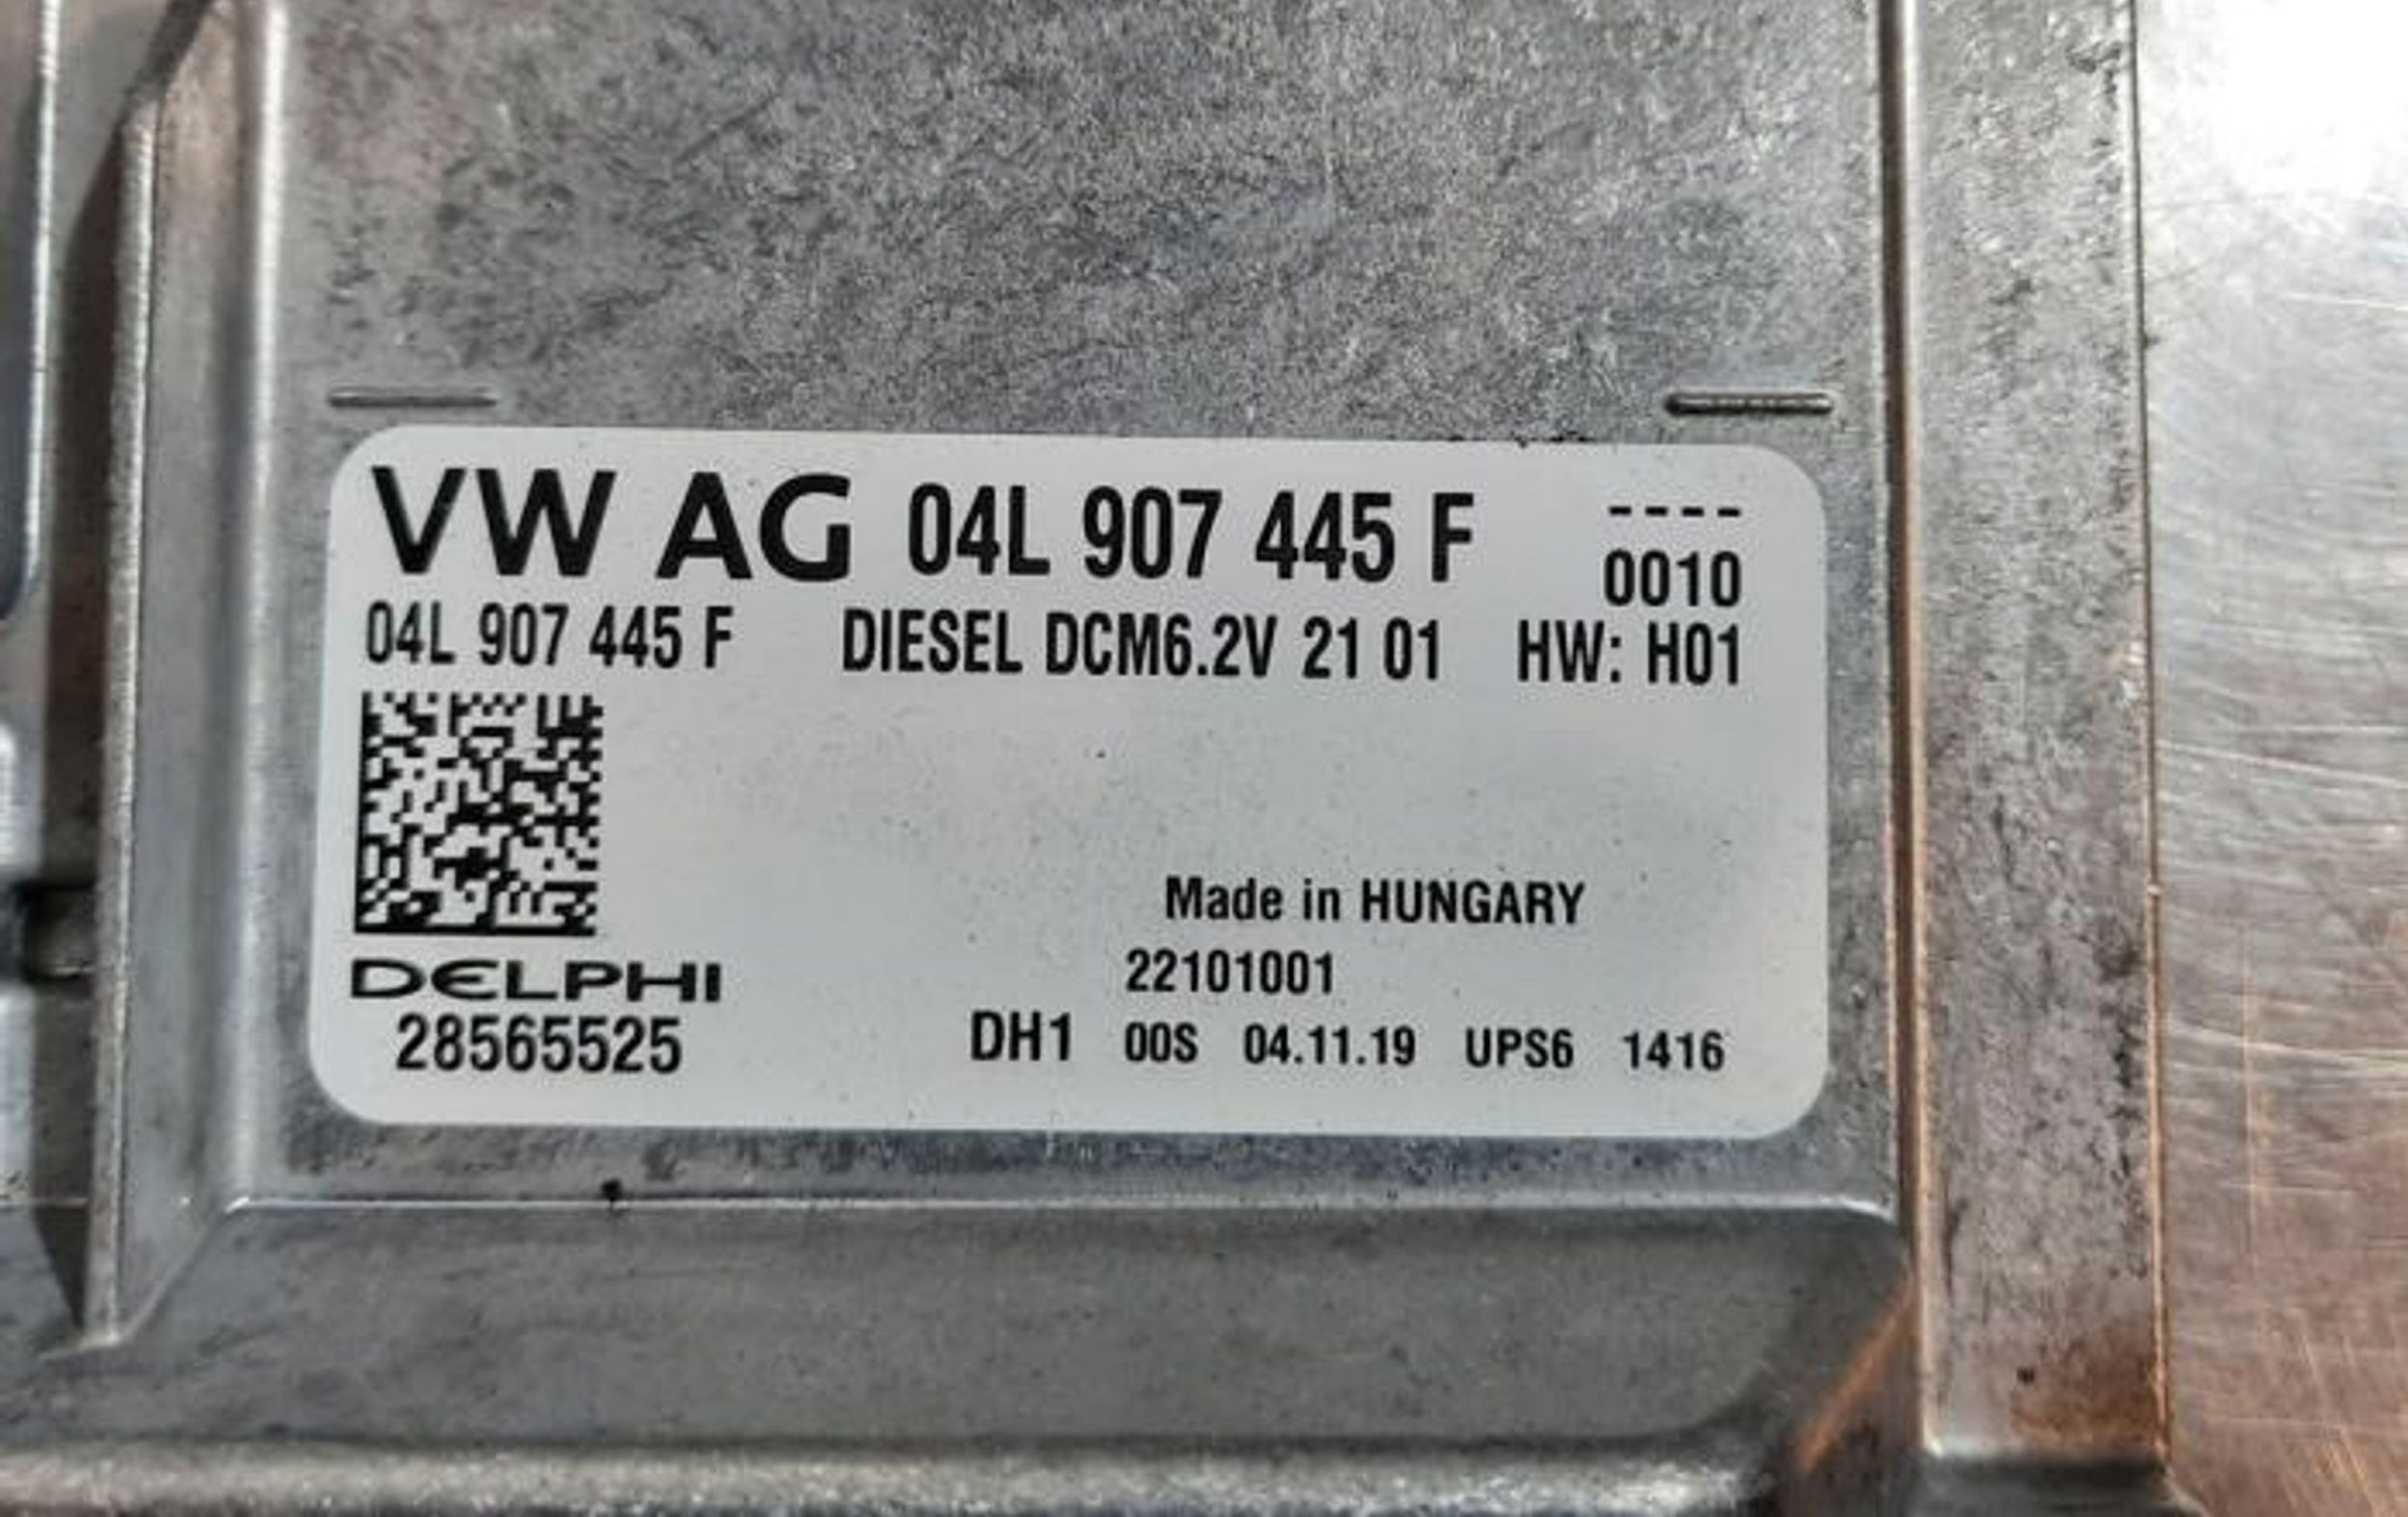 VW AG 04L 907 445 F ----
0010
04L 907 445 F DIESEL DCM6.2V 21 01 HW: H01
Made in HUNGARY
22101001
DELPHI
28565525
DH1 00S 04.11.19 UPS6 1416